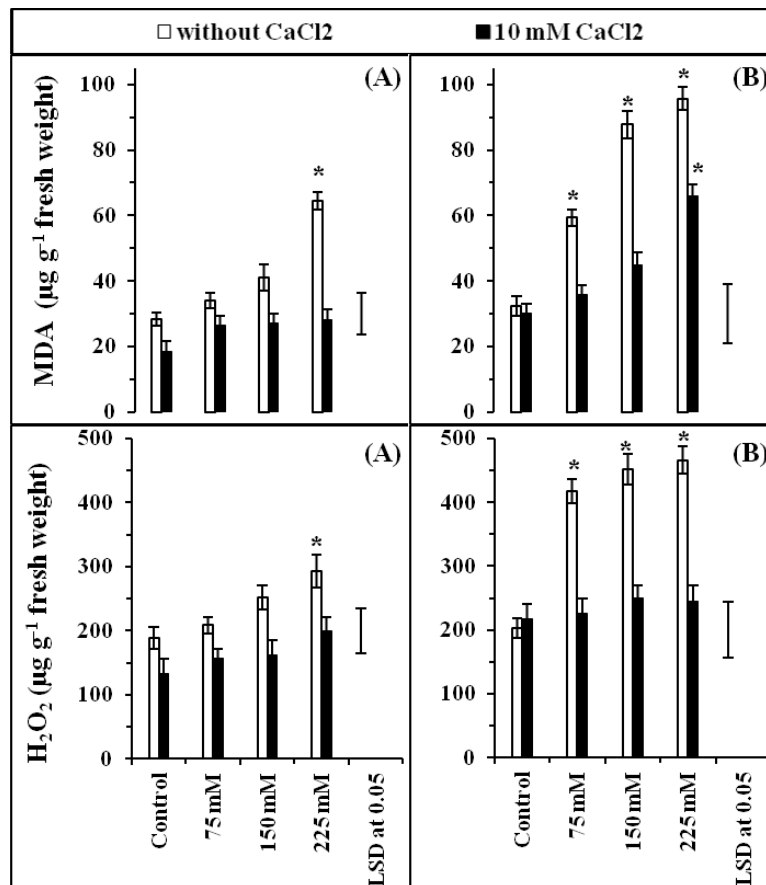 without CaCl2 10 mM CaCl2
(A) (B)
MDA (µg g⁻¹ fresh weight)
100 100
80 80
60 60
40 40
20 20
0 0
*
* * * *
(A) (B)
H₂O₂ (µg g⁻¹ fresh weight)
500 500
400 400
300 300
200 200
100 100
0 0
*
* * *
Control 75 mM 150 mM 225 mM LSD at 0.05
Control 75 mM 150 mM 225 mM LSD at 0.05